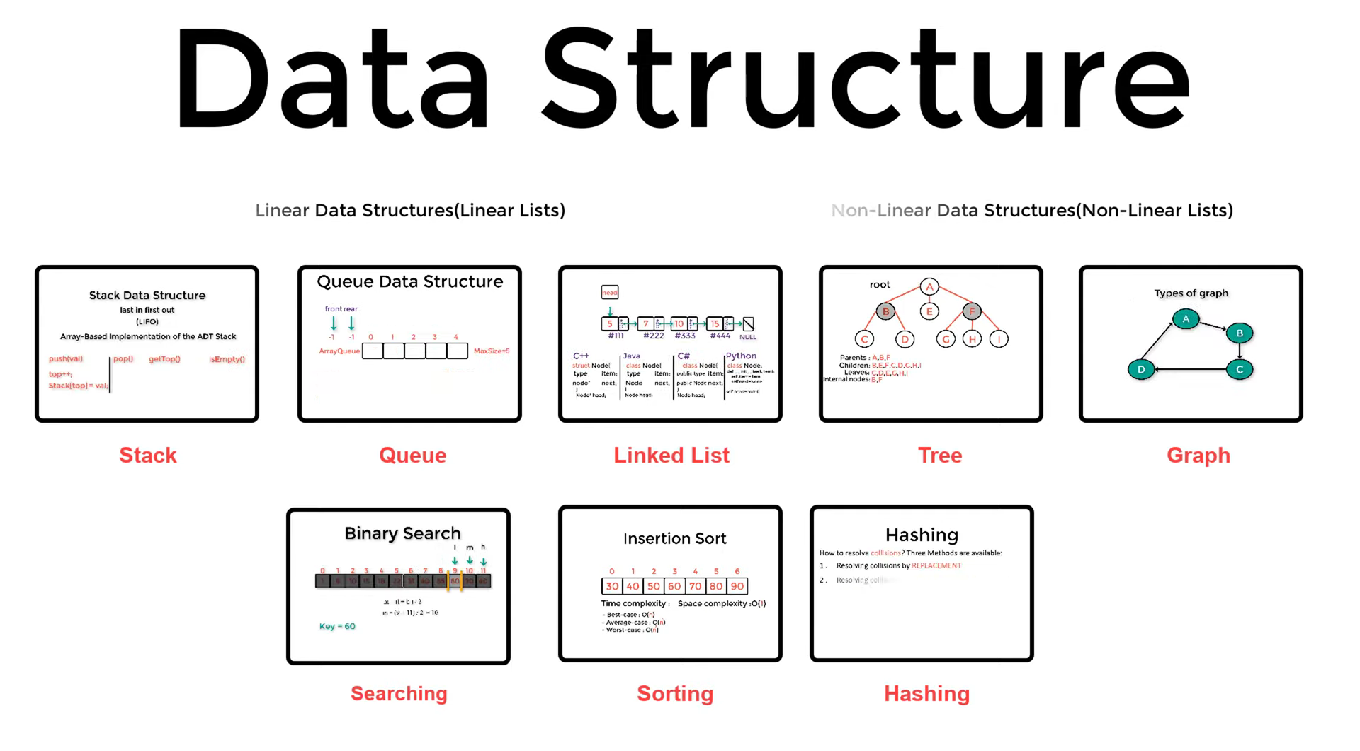 Data Structure
Linear Data Structures(Linear Lists)
Non-Linear Data Structures(Non-Linear Lists)
Stack Data Structure
last in first out
(LIFO)
Array-Based Implementation of the ADT Stack
push(val) pop() getTop() isEmpty()
top++;
Stack[top] = val;
Stack
Queue Data Structure
front rear
-1 -1
0 1 2 3 4
ArrayQueue MaxSize=5
Queue
head
5 7 10 15
#111 #222 #333 #444 NULL
C++ Java C# Python
struct Node{ class Node{ class Node{ class Node:
type item; type item; public type item;
node* next; Node next; public Node next;
} } }
Node* head; Node head; Node head;
Linked List
root
A
B E F
C D G H I
Parents : A,B,F
Children: B,E,F,C,D,G,H,I
Leaves: C,D,E,G,H,I
Internal nodes: B,F
Tree
Types of graph
A
B
D C
Graph
Binary Search
l m h
0 1 2 3 4 5 6 7 8 9 10 11
Key = 60
Searching
Insertion Sort
0 1 2 3 4 5 6
30 40 50 60 70 80 90
Time complexity : Space complexity :O(1)
- Best-case : O(n)
- Average-case : O(n)
- Worst-case : O(n)
Sorting
Hashing
How to resolve collisions? Three Methods are available:
1. Resolving collisions by REPLACEMENT
2. Resolving
Hashing